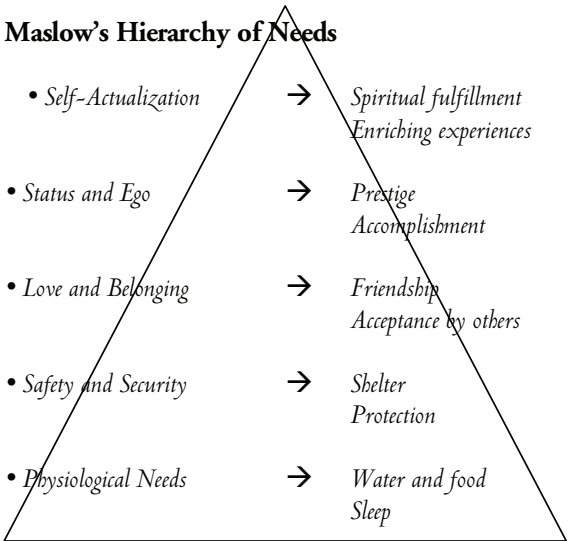 Maslow’s Hierarchy of Needs
• Self-Actualization → Spiritual fulfillment
Enriching experiences
• Status and Ego → Prestige
Accomplishment
• Love and Belonging → Friendship
Acceptance by others
• Safety and Security → Shelter
Protection
• Physiological Needs → Water and food
Sleep